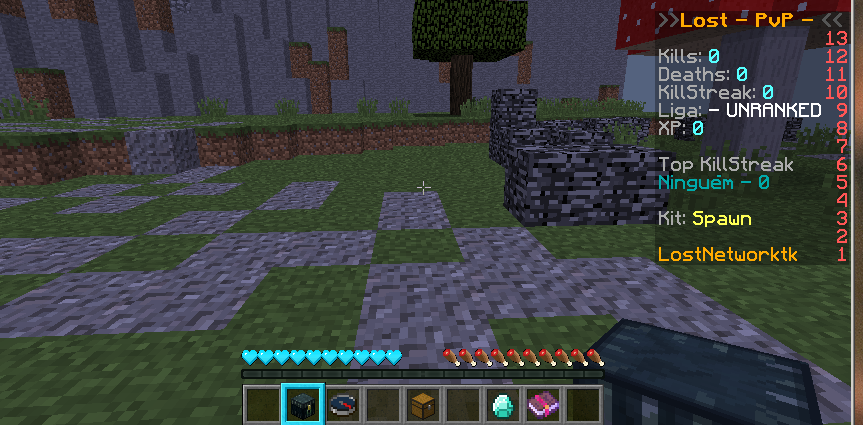 >>Lost - PvP - <<
13
Kills: 0 12
Deaths: 0 11
KillStreak: 0 10
Liga: - UNRANKED 9
XP: 0 8
7
Top KillStreak 6
Ninguém - 0 5
4
Kit: Spawn 3
2
LostNetworktk 1